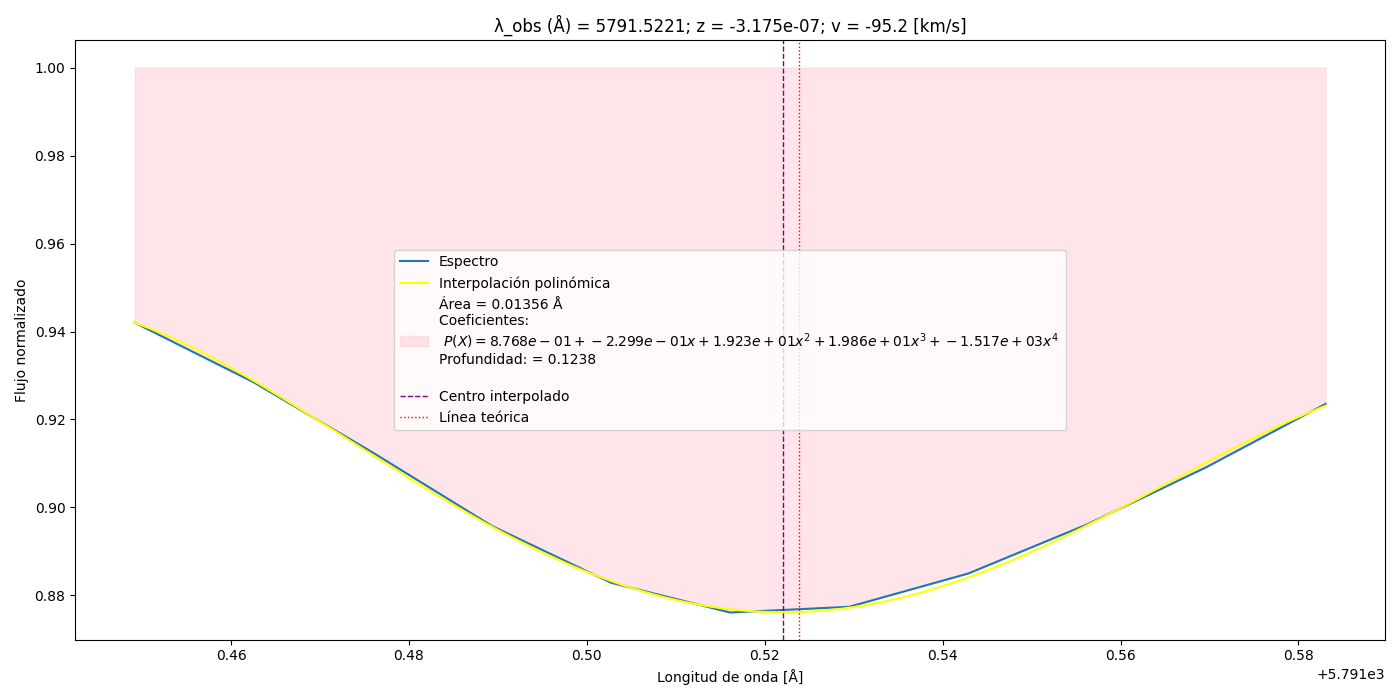 λ_obs (Å) = 5791.5221; z = -3.175e-07; v = -95.2 [km/s]
Flujo normalizado
1.00
0.98
0.96
0.94
0.92
0.90
0.88
Espectro
Interpolación polinómica
Área = 0.01356 Å
Coeficientes:
P(X) = 8.768e − 01 + −2.299e − 01x + 1.923e + 01x² + 1.986e + 01x³ + −1.517e + 03x⁴
Profundidad: = 0.1238
Centro interpolado
Línea teórica
0.46 0.48 0.50 0.52 0.54 0.56 0.58
+5.791e3
Longitud de onda [Å]